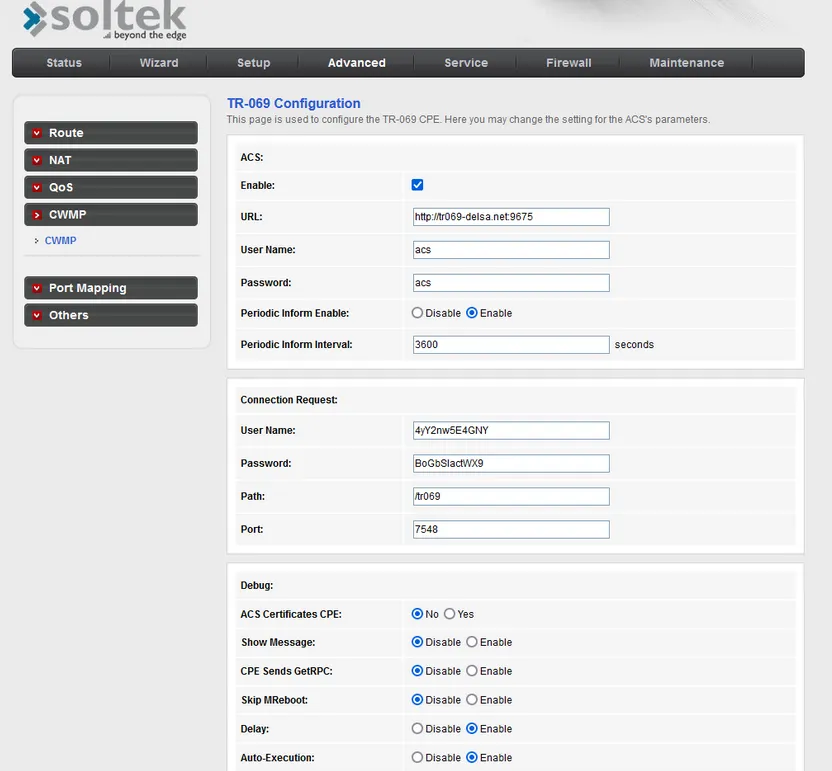 soltek
beyond the edge
Status Wizard Setup Advanced Service Firewall Maintenance
Route
NAT
QoS
CWMP
CWMP
Port Mapping
Others
TR-069 Configuration
This page is used to configure the TR-069 CPE. Here you may change the setting for the ACS's parameters.
ACS:
Enable:
URL: http://tr069-delsa.net:9675
User Name: acs
Password: acs
Periodic Inform Enable: Disable Enable
Periodic Inform Interval: 3600 seconds
Connection Request:
User Name: 4yY2nw5E4GNY
Password: BoGbSlactWX9
Path: /tr069
Port: 7548
Debug:
ACS Certificates CPE: No Yes
Show Message: Disable Enable
CPE Sends GetRPC: Disable Enable
Skip MReboot: Disable Enable
Delay: Disable Enable
Auto-Execution: Disable Enable